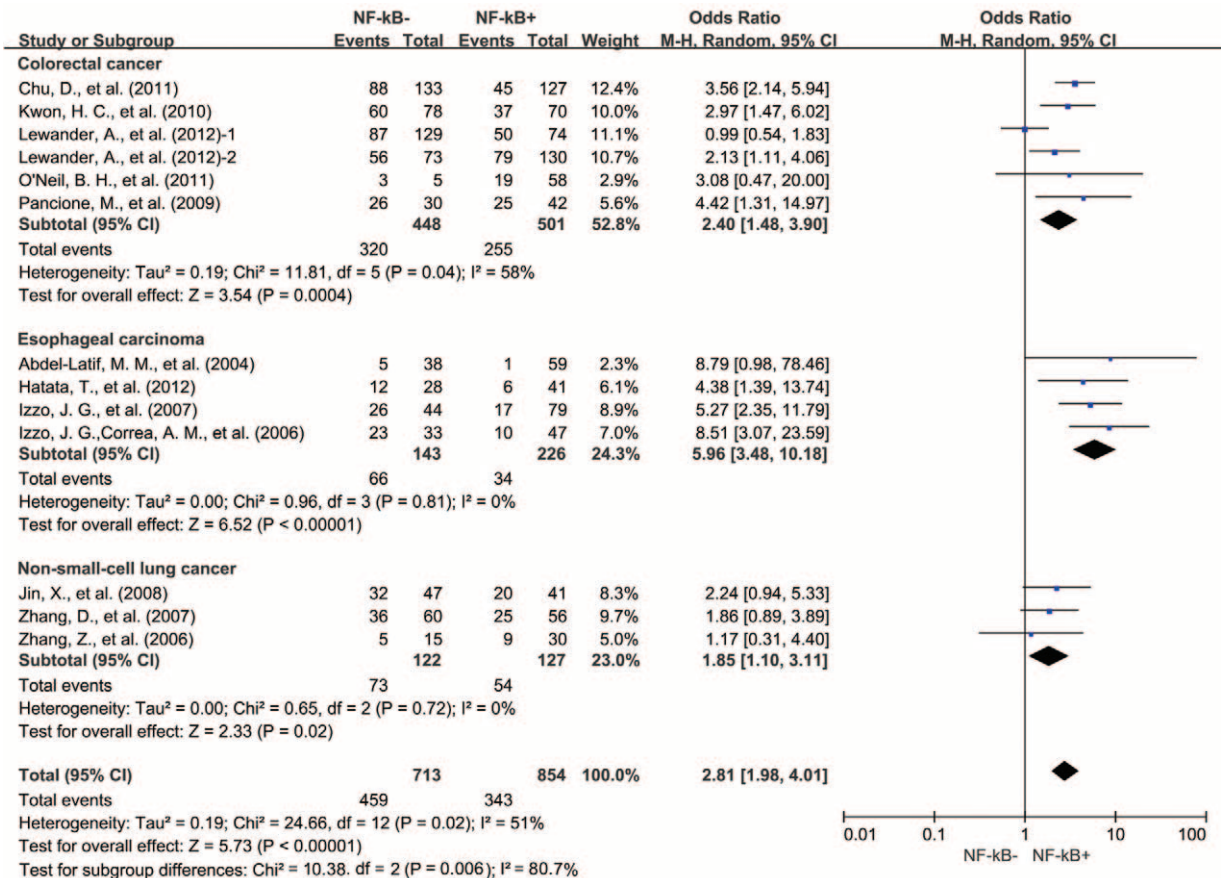 NF-kB- NF-kB+ Odds Ratio Odds Ratio
Study or Subgroup Events Total Events Total Weight M-H, Random, 95% CI M-H, Random, 95% CI
Colorectal cancer
Chu, D., et al. (2011) 88 133 45 127 12.4% 3.56 [2.14, 5.94]
Kwon, H. C., et al. (2010) 60 78 37 70 10.0% 2.97 [1.47, 6.02]
Lewander, A., et al. (2012)-1 87 129 50 74 11.1% 0.99 [0.54, 1.83]
Lewander, A., et al. (2012)-2 56 73 79 130 10.7% 2.13 [1.11, 4.06]
O'Neil, B. H., et al. (2011) 3 5 19 58 2.9% 3.08 [0.47, 20.00]
Pancione, M., et al. (2009) 26 30 25 42 5.6% 4.42 [1.31, 14.97]
Subtotal (95% CI) 448 501 52.8% 2.40 [1.48, 3.90]
Total events 320 255
Heterogeneity: Tau² = 0.19; Chi² = 11.81, df = 5 (P = 0.04); I² = 58%
Test for overall effect: Z = 3.54 (P = 0.0004)
Esophageal carcinoma
Abdel-Latif, M. M., et al. (2004) 5 38 1 59 2.3% 8.79 [0.98, 78.46]
Hatata, T., et al. (2012) 12 28 6 41 6.1% 4.38 [1.39, 13.74]
Izzo, J. G., et al. (2007) 26 44 17 79 8.9% 5.27 [2.35, 11.79]
Izzo, J. G.,Correa, A. M., et al. (2006) 23 33 10 47 7.0% 8.51 [3.07, 23.59]
Subtotal (95% CI) 143 226 24.3% 5.96 [3.48, 10.18]
Total events 66 34
Heterogeneity: Tau² = 0.00; Chi² = 0.96, df = 3 (P = 0.81); I² = 0%
Test for overall effect: Z = 6.52 (P < 0.00001)
Non-small-cell lung cancer
Jin, X., et al. (2008) 32 47 20 41 8.3% 2.24 [0.94, 5.33]
Zhang, D., et al. (2007) 36 60 25 56 9.7% 1.86 [0.89, 3.89]
Zhang, Z., et al. (2006) 5 15 9 30 5.0% 1.17 [0.31, 4.40]
Subtotal (95% CI) 122 127 23.0% 1.85 [1.10, 3.11]
Total events 73 54
Heterogeneity: Tau² = 0.00; Chi² = 0.65, df = 2 (P = 0.72); I² = 0%
Test for overall effect: Z = 2.33 (P = 0.02)
Total (95% CI) 713 854 100.0% 2.81 [1.98, 4.01]
Total events 459 343
Heterogeneity: Tau² = 0.19; Chi² = 24.66, df = 12 (P = 0.02); I² = 51%
Test for overall effect: Z = 5.73 (P < 0.00001)
Test for subgroup differences: Chi² = 10.38. df = 2 (P = 0.006); I² = 80.7%
0.01 0.1 1 10 100
NF-kB- NF-kB+